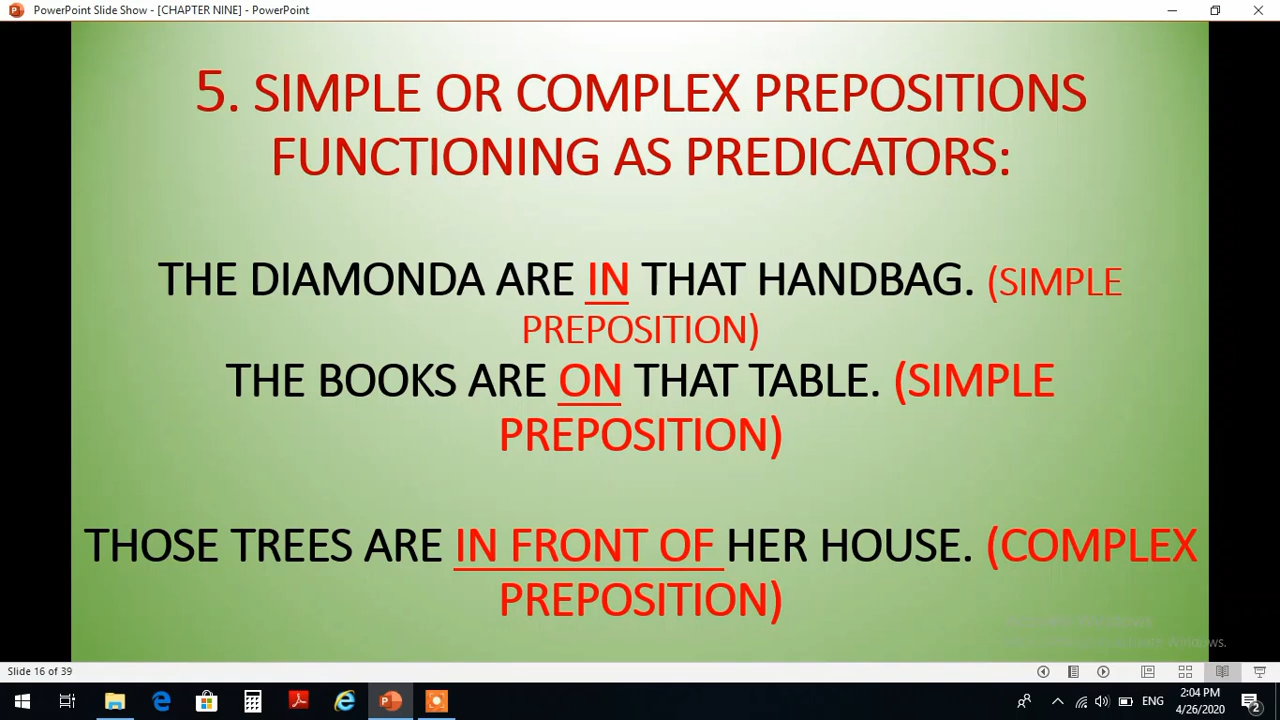 PowerPoint Slide Show - [CHAPTER NINE] - PowerPoint
5. SIMPLE OR COMPLEX PREPOSITIONS
FUNCTIONING AS PREDICATORS:
THE DIAMONDA ARE IN THAT HANDBAG. (SIMPLE
PREPOSITION)
THE BOOKS ARE ON THAT TABLE. (SIMPLE
PREPOSITION)
THOSE TREES ARE IN FRONT OF HER HOUSE. (COMPLEX
PREPOSITION)
Windows.
Slide 16 of 39
ENG
2:04 PM
4/26/2020
2